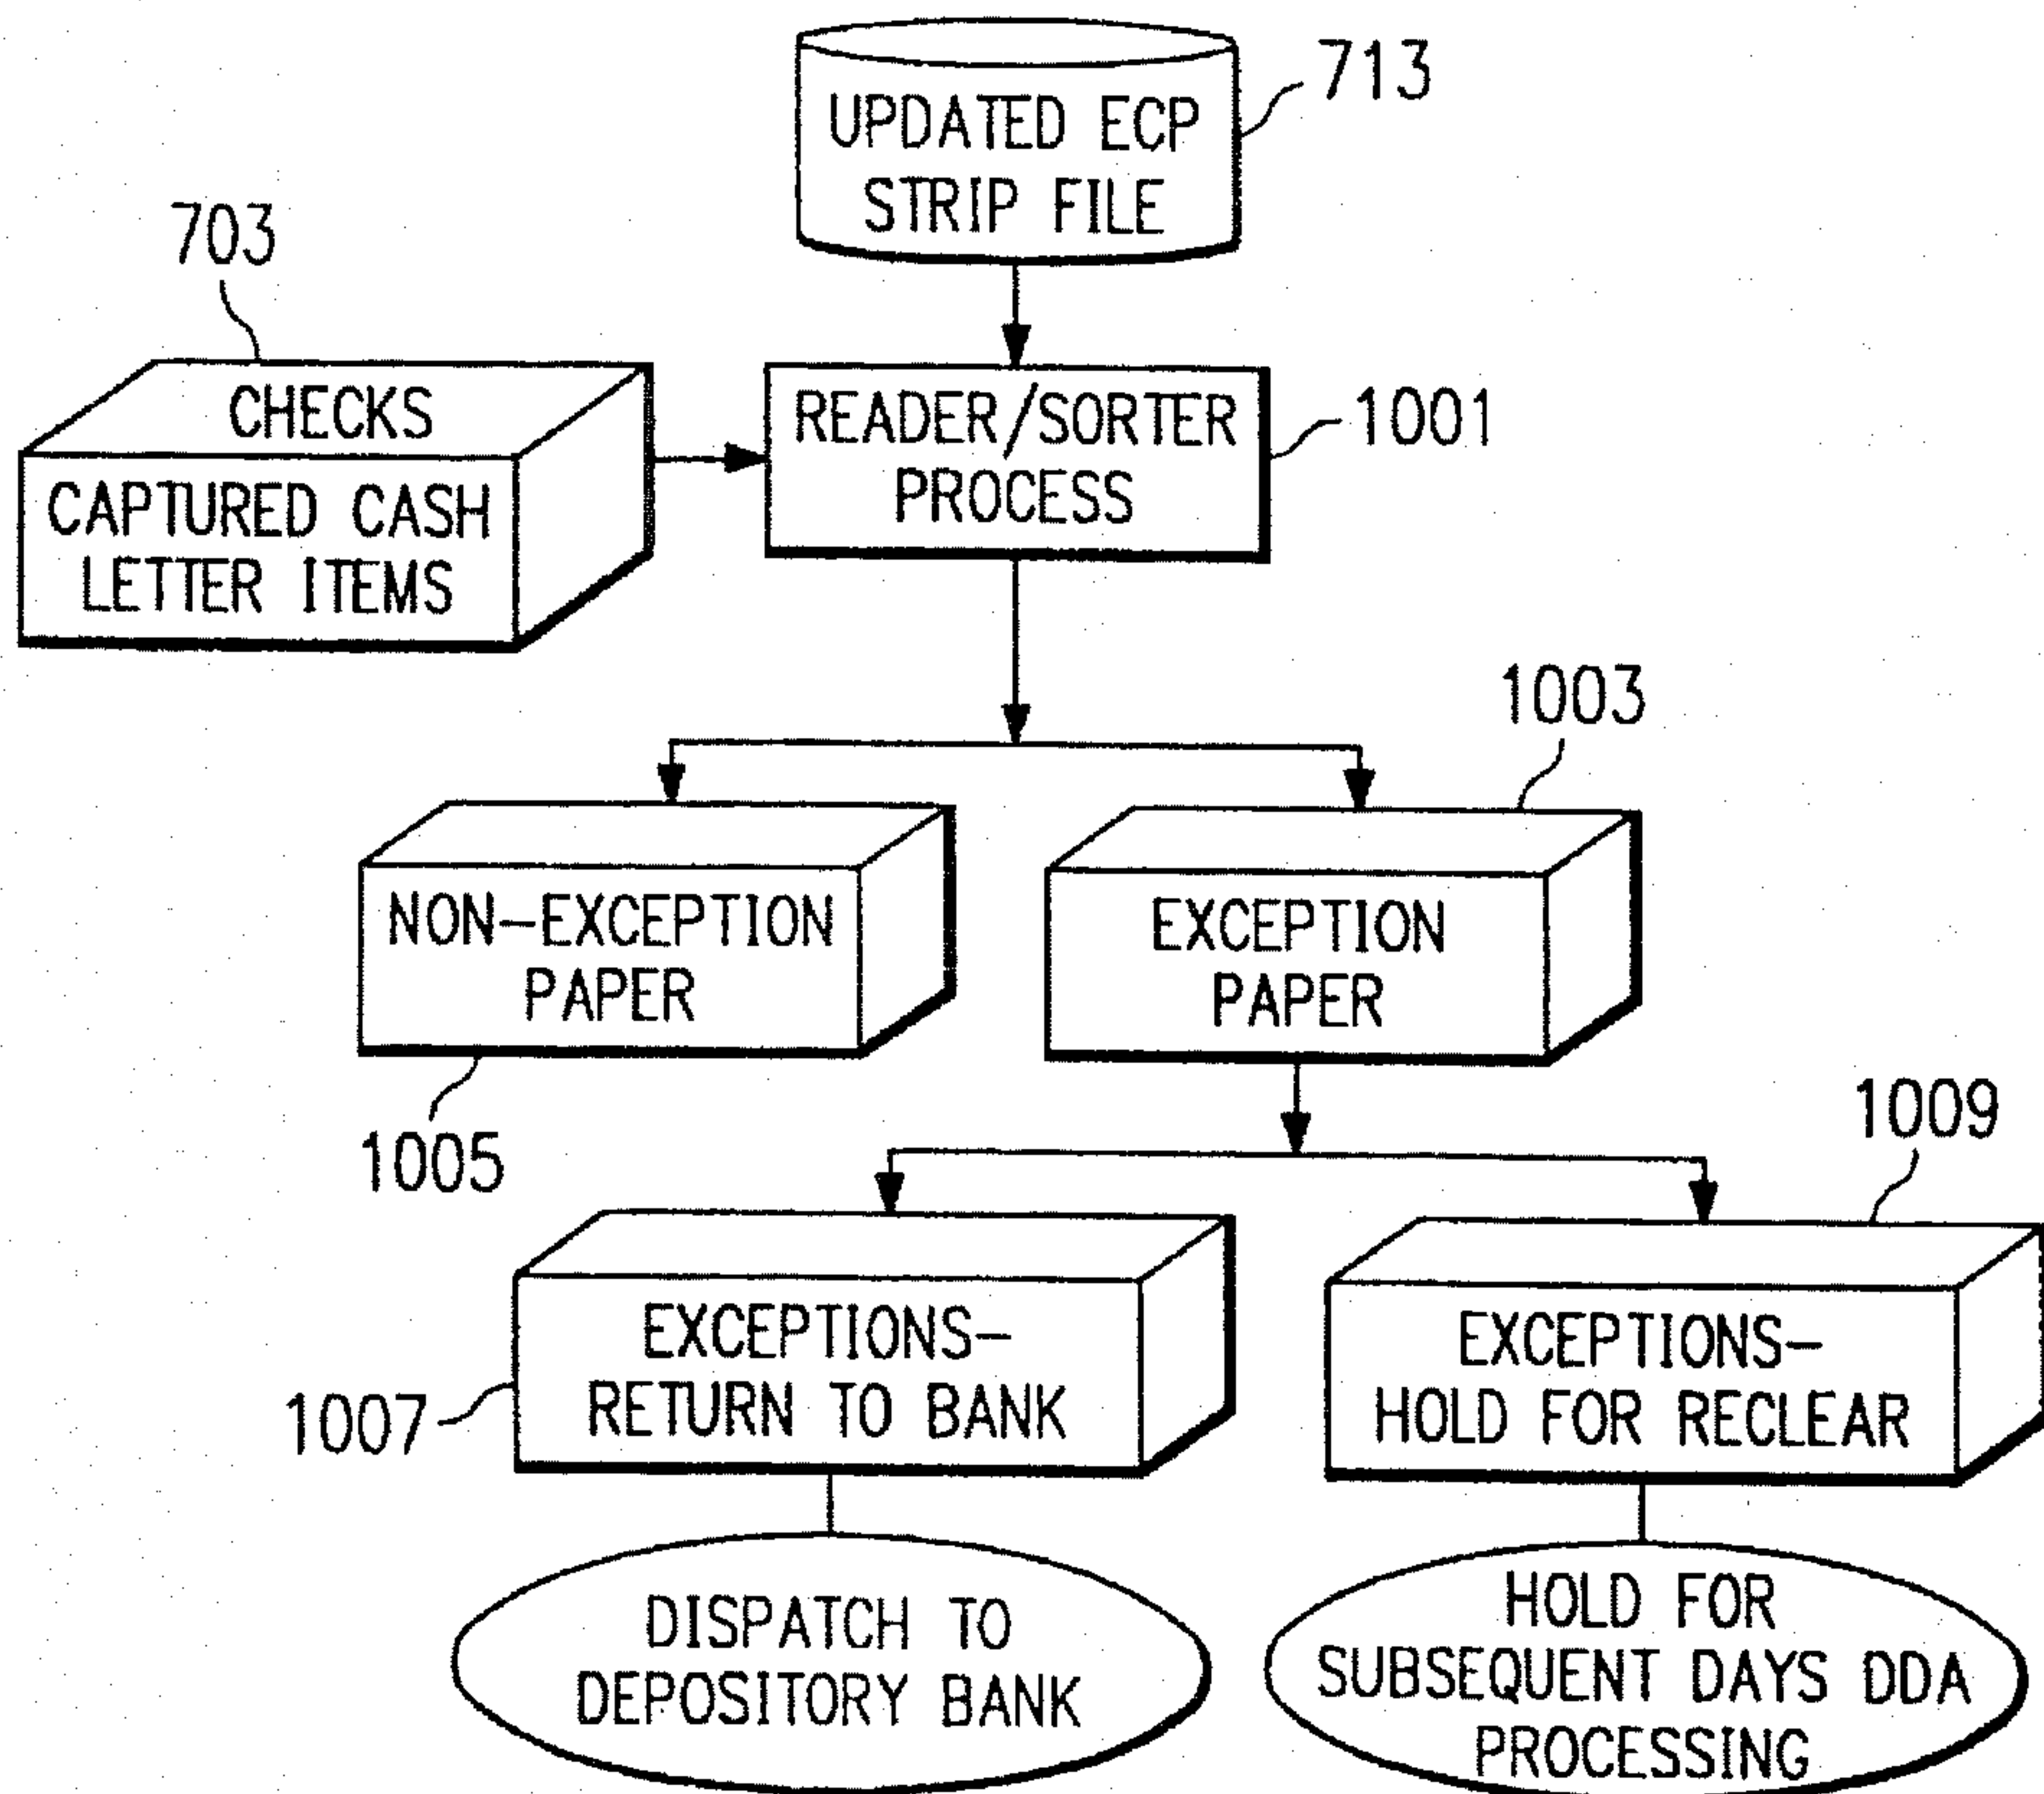 UPDATED ECP
STRIP FILE
713
703
CHECKS
CAPTURED CASH
LETTER ITEMS
READER/SORTER
PROCESS
1001
1003
NON-EXCEPTION
PAPER
EXCEPTION
PAPER
1005
1009
EXCEPTIONS-
RETURN TO BANK
1007
EXCEPTIONS-
HOLD FOR RECLEAR
DISPATCH TO
DEPOSITORY BANK
HOLD FOR
SUBSEQUENT DAYS DDA
PROCESSING